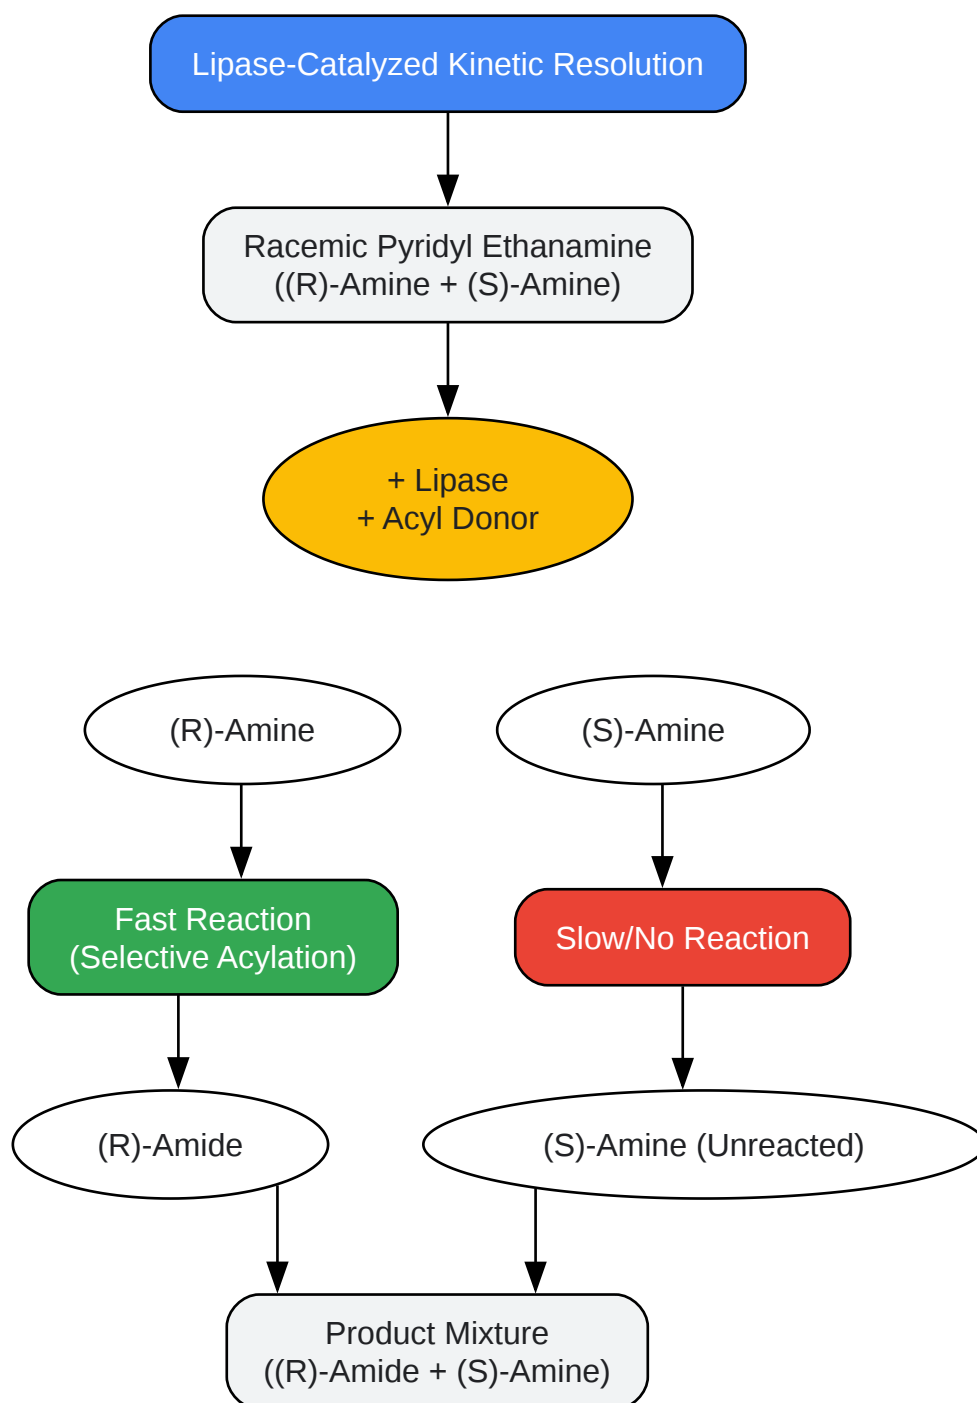 Lipase-Catalyzed Kinetic Resolution
Racemic Pyridyl Ethanamine
((R)-Amine + (S)-Amine)
+ Lipase
+ Acyl Donor
(R)-Amine
(S)-Amine
Fast Reaction
(Selective Acylation)
Slow/No Reaction
(R)-Amide
(S)-Amine (Unreacted)
Product Mixture
((R)-Amide + (S)-Amine)